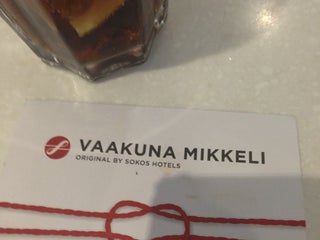 VAAKUNA MIKKELI
ORIGINAL BY SOKOS HOTELS